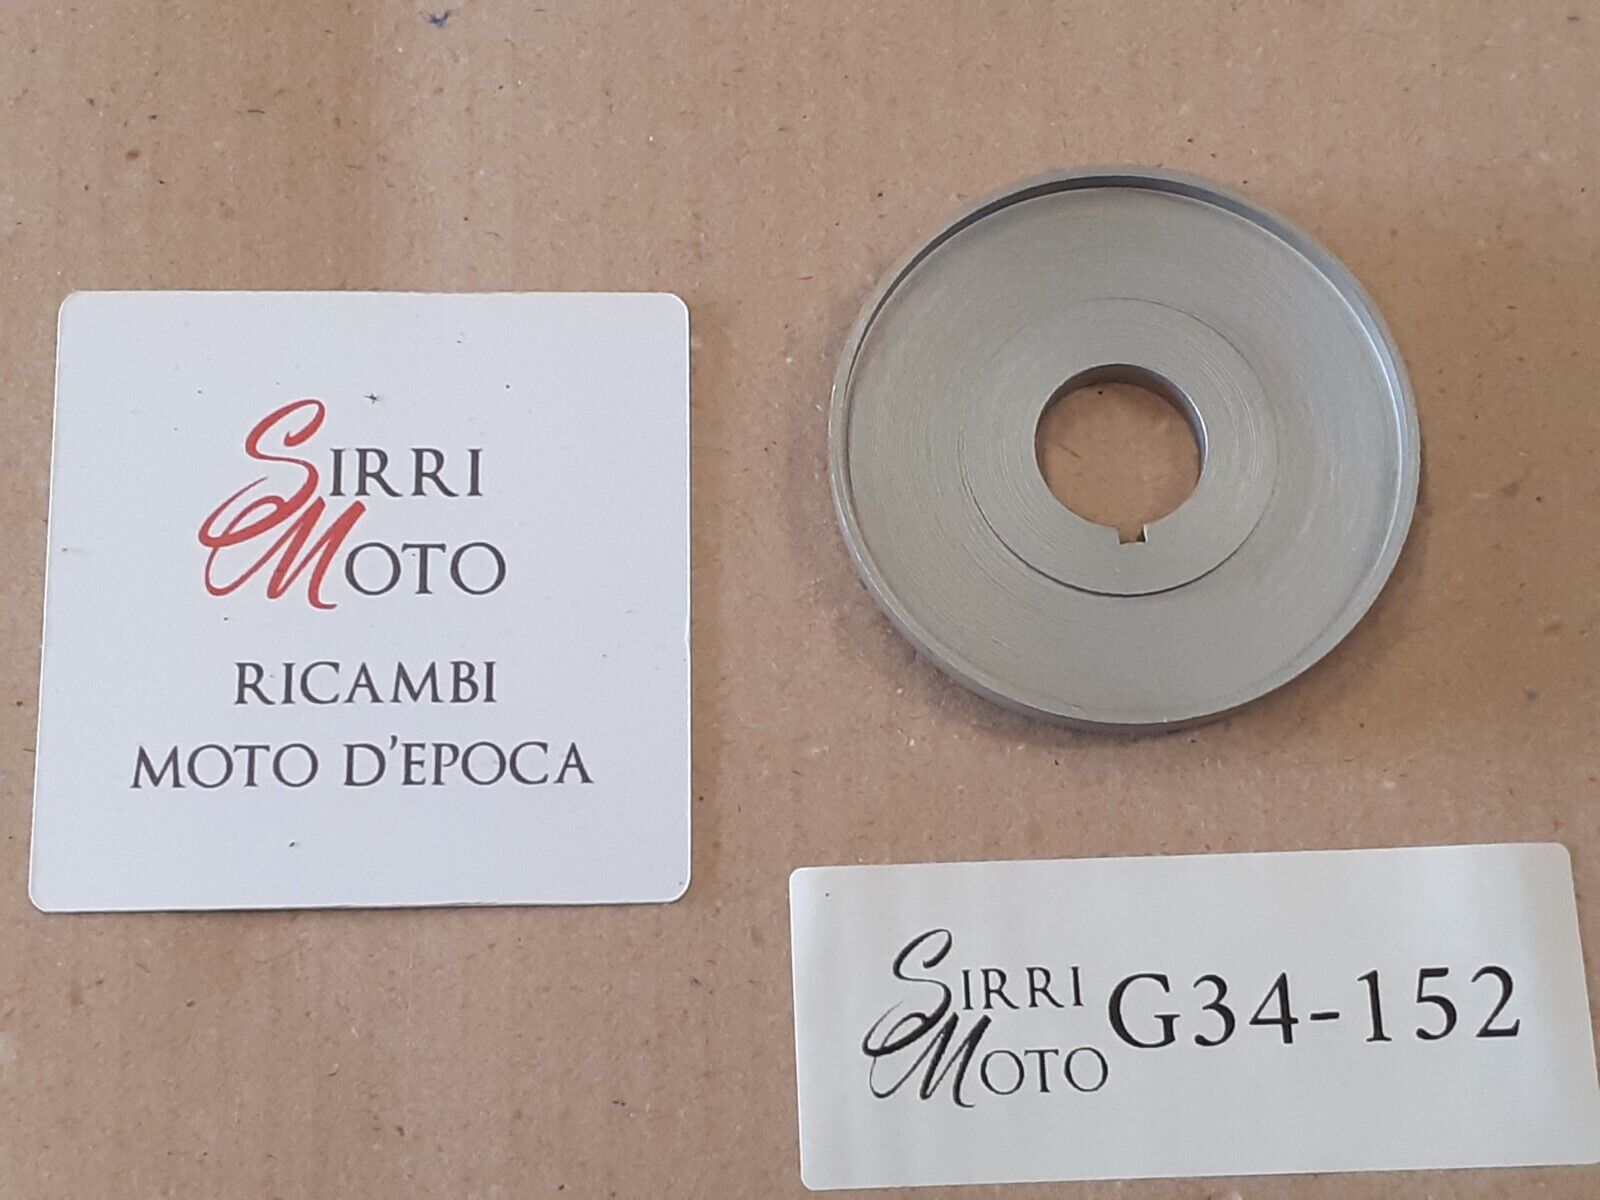 SIRRI
MOTO
RICAMBI
MOTO D'EPOCA
SIRRI
MOTO
G34-152